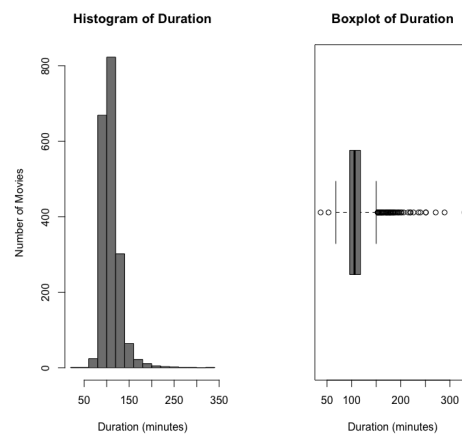 Histogram of Duration
Number of Movies
0
200
400
600
800
50
150
250
350
Duration (minutes)
Boxplot of Duration
50
100
200
300
Duration (minutes)